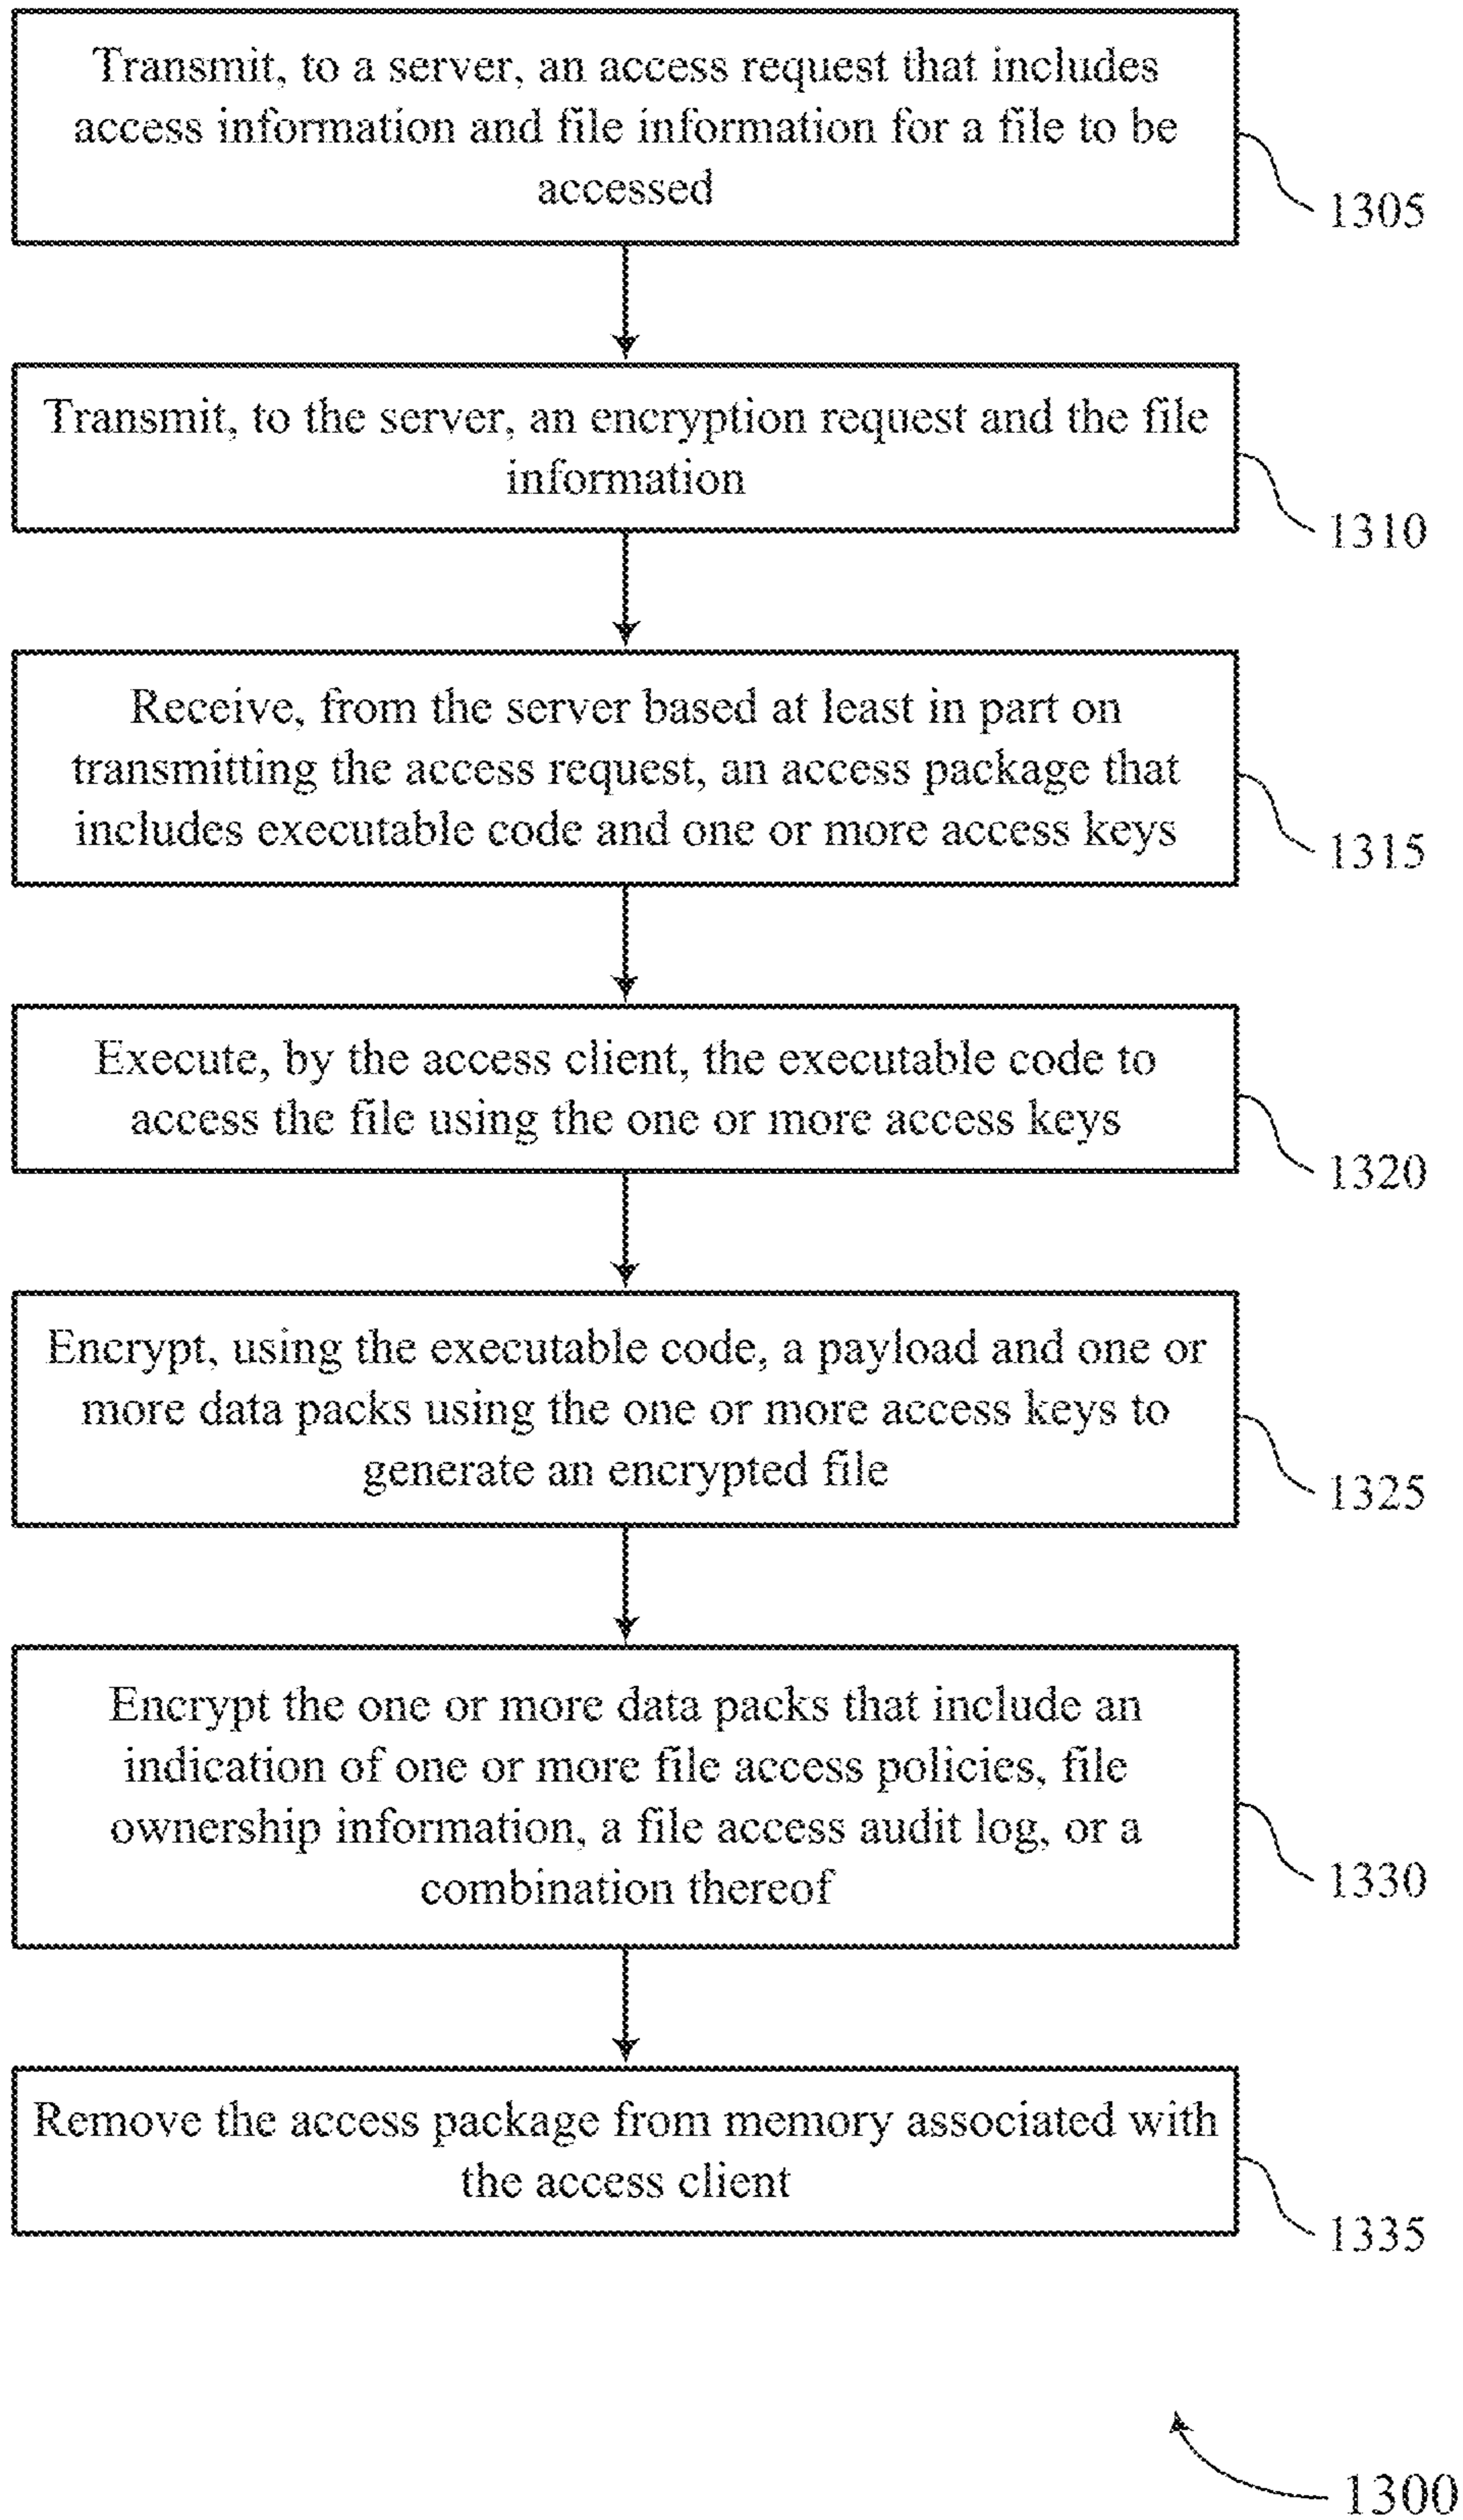 Transmit, to a server, an access request that includes
access information and file information for a file to be
accessed
1305
Transmit, to the server, an encryption request and the file
information
1310
Receive, from the server based at least in part on
transmitting the access request, an access package that
includes executable code and one or more access keys
1315
Execute, by the access client, the executable code to
access the file using the one or more access keys
1320
Encrypt, using the executable code, a payload and one or
more data packs using the one or more access keys to
generate an encrypted file
1325
Encrypt the one or more data packs that include an
indication of one or more file access policies, file
ownership information, a file access audit log, or a
combination thereof
1330
Remove the access package from memory associated with
the access client
1335
1300